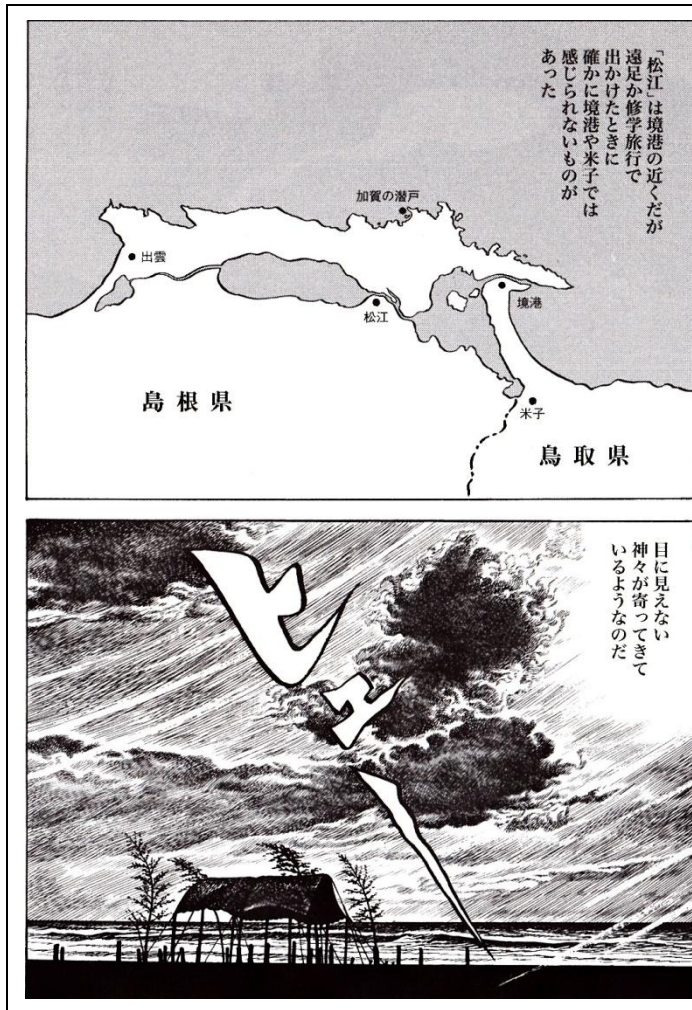 「松江」は境港の近くだが
遠足か修学旅行で
出かけたときに
確かに境港や米子では
感じられないものが
あった
加賀の潜戸
出雲
境港
松江
島根県
米子
鳥取県
目に見えない
神々が寄ってきて
いるようなのだ
ヒュー